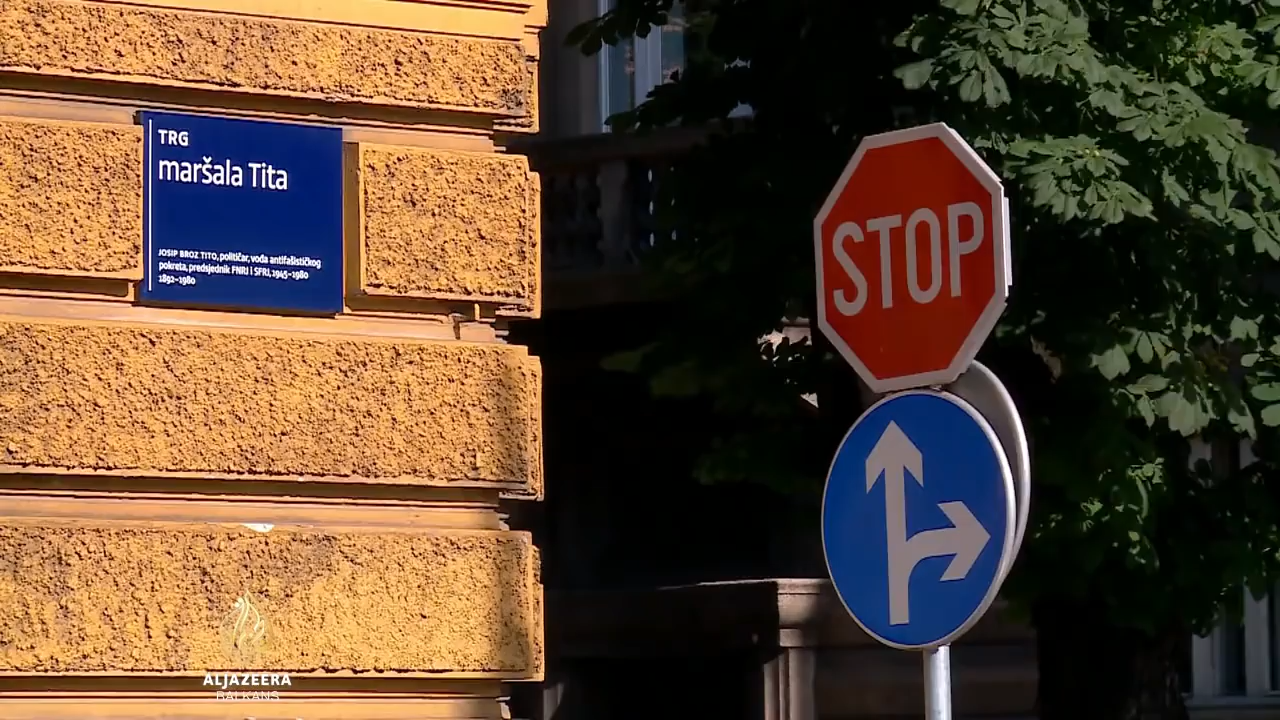 TRG
maršala Tita
JOSIP BROZ TITO, političar, vođa antifašističkog
pokreta, predsjednik FNRJ i SFRJ, 1945–1980
1892–1980
STOP
ALJAZEERA
BALKANS